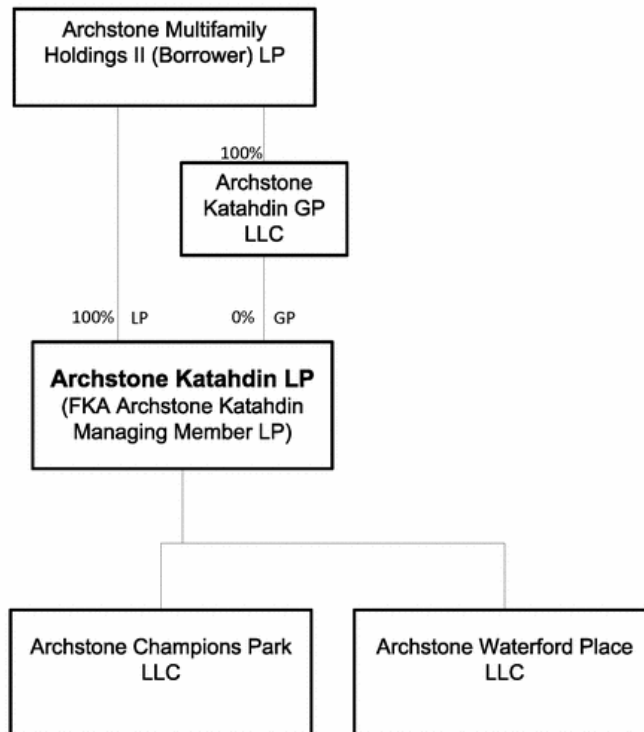 Archstone Multifamily
Holdings II (Borrower) LP
100%
Archstone
Katahdin GP
LLC
100% LP
0% GP
Archstone Katahdin LP
(FKA Archstone Katahdin
Managing Member LP)
Archstone Champions Park
LLC
Archstone Waterford Place
LLC